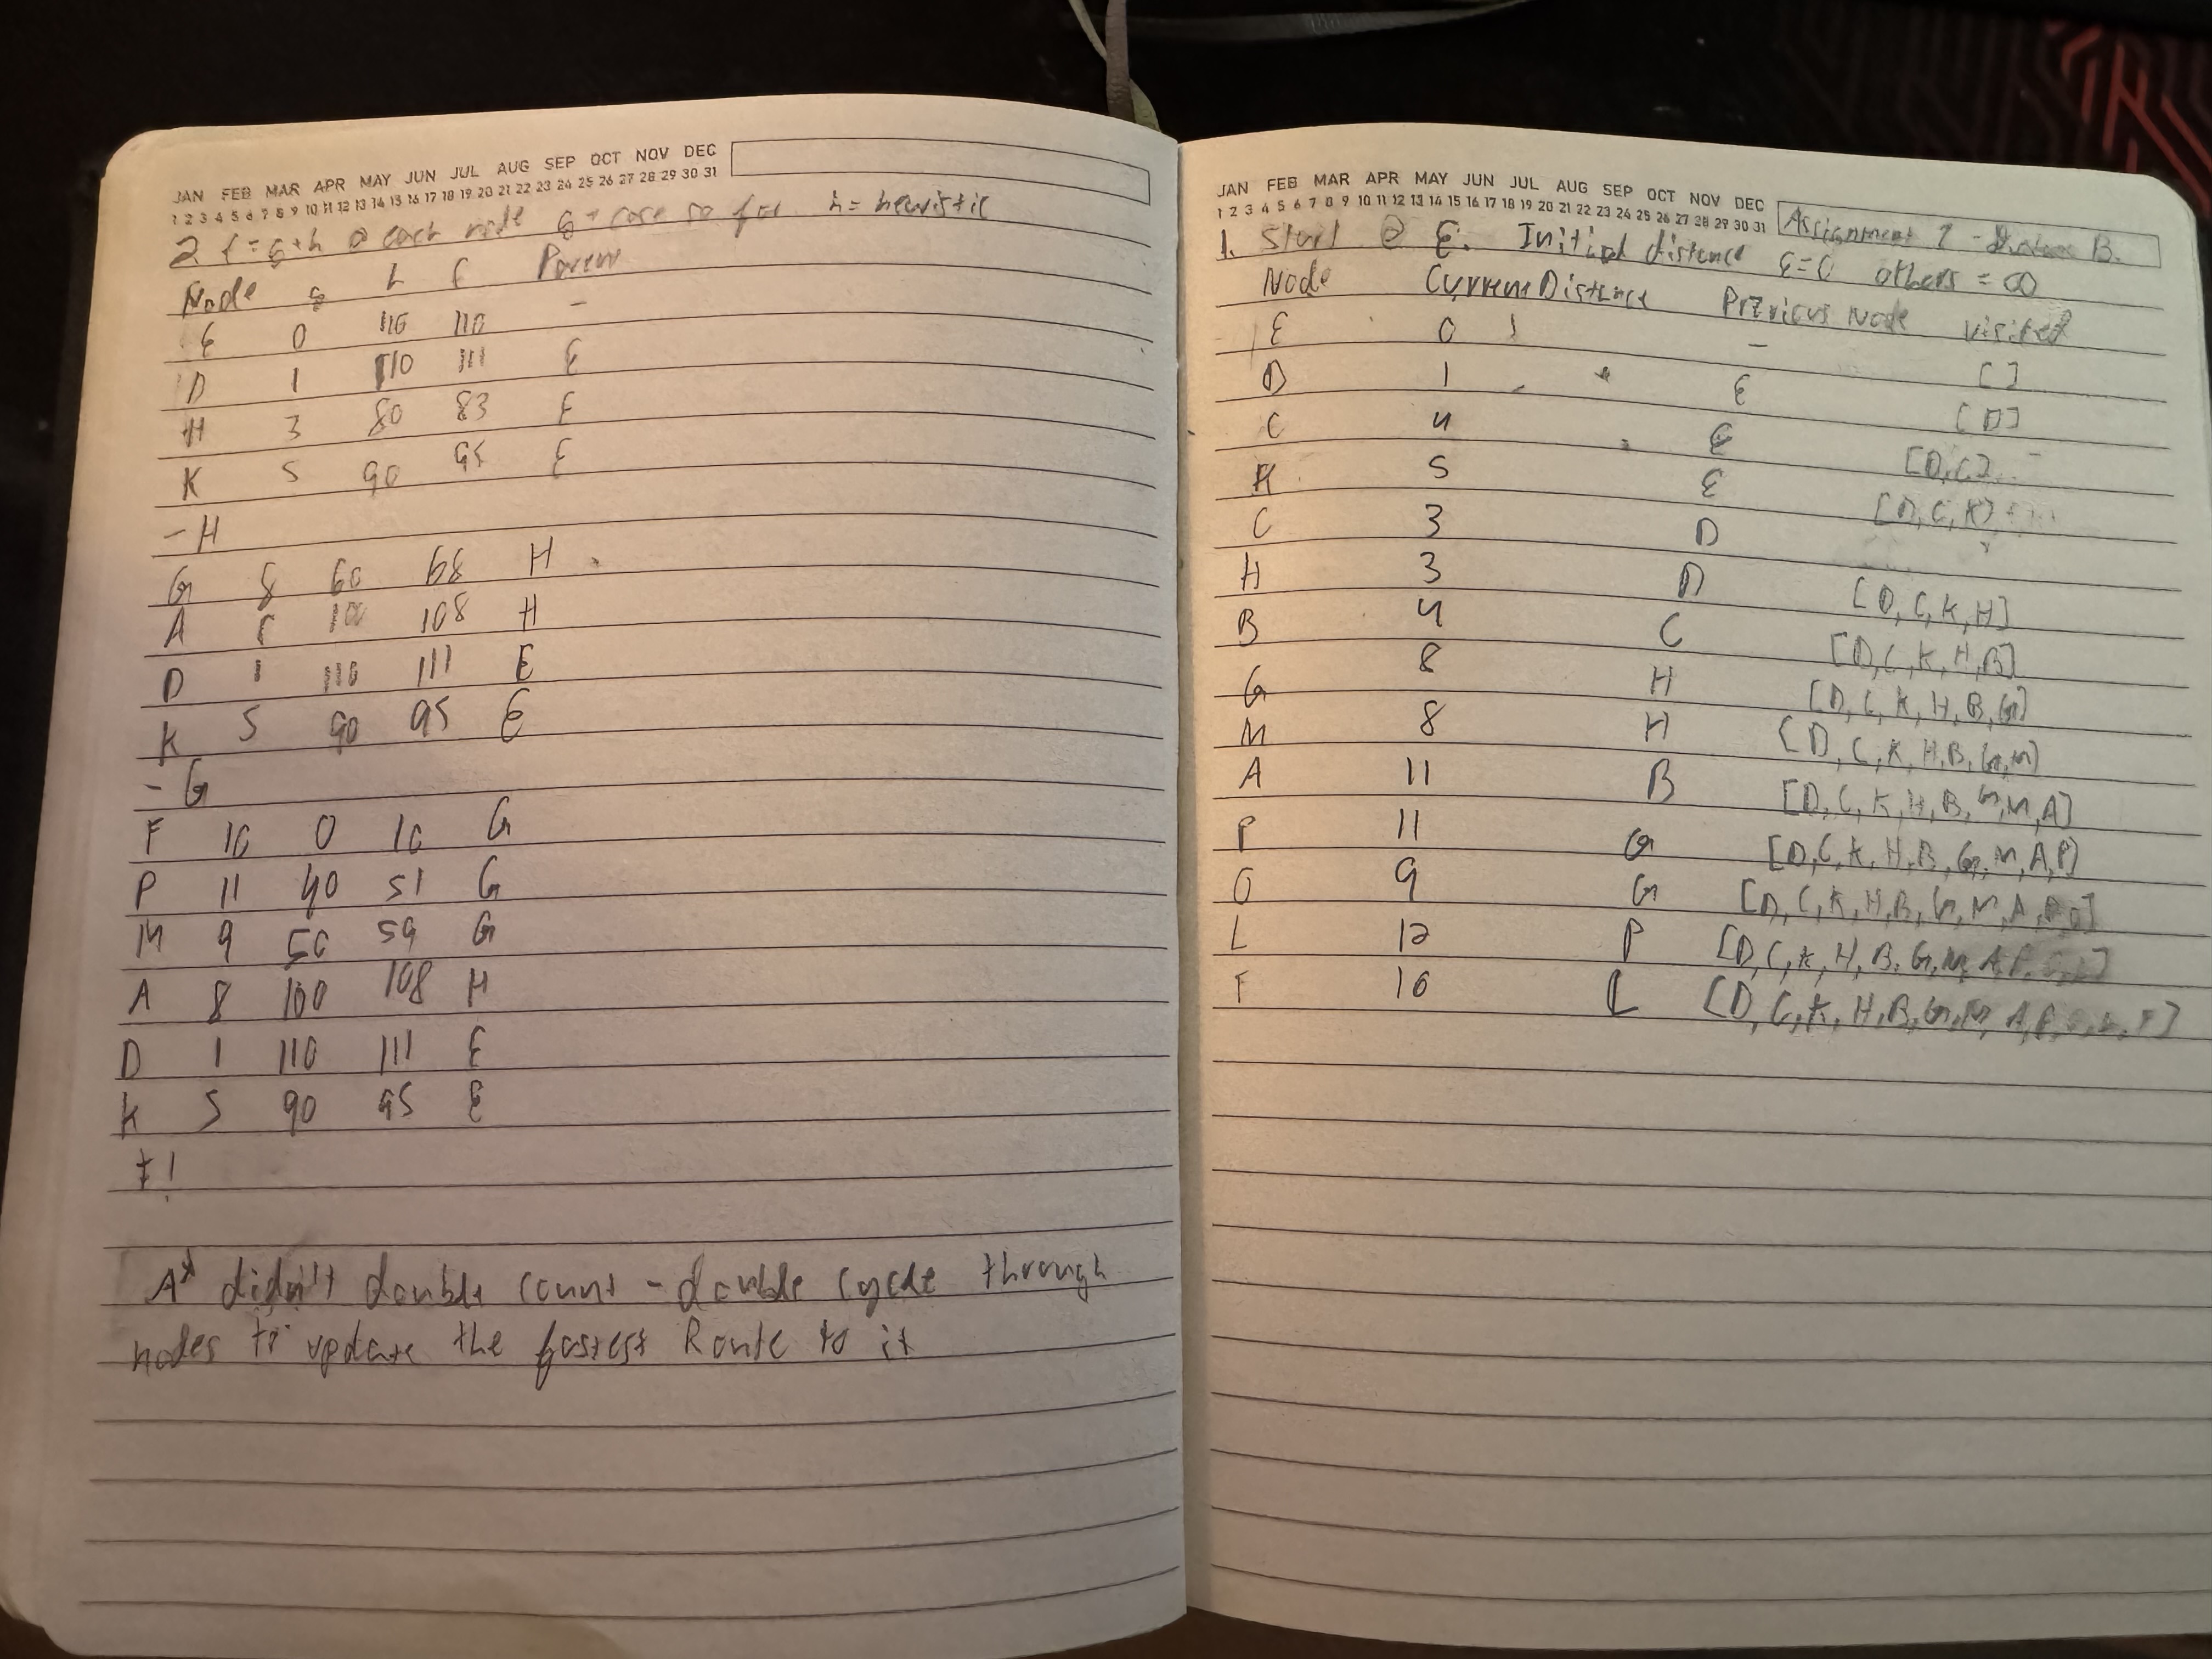 JAN FEB MAR APR MAY JUN JUL AUG SEP OCT NOV DEC
1 2 3 4 5 6 7 8 9 10 11 12 13 14 15 16 17 18 19 20 21 22 23 24 25 26 27 28 29 30 31
2 f = g + h @ each node G = h = heuristic
Node g h f Parent
E 0 110 110 -
D 1 110 111 E
H 3 80 83 E
K 5 90 95 E
- H
G 8 60 68 H
A 8 100 108 H
D 1 110 111 E
K 5 90 95 E
- G
F 10 0 10 G
P 11 40 51 G
M 9 50 59 G
A 8 100 108 H
D 1 110 111 E
K 5 90 95 E
A* didn't double count - double cycle through
nodes to update the fastest Route to it
JAN FEB MAR APR MAY JUN JUL AUG SEP OCT NOV DEC
1 2 3 4 5 6 7 8 9 10 11 12 13 14 15 16 17 18 19 20 21 22 23 24 25 26 27 28 29 30 31
Assignment 7 - B.
1. Start @ E. Initial distance E=0 others = ∞
Node Current Distance Previous Node Visited
E 0 -
D 1 E [ ]
C 4 E [D]
K 5 E [D,C]
C 3 D [D,C,K]
H 3 D [D,C,K,H]
B 4 C [D,C,K,H,B]
G 8 H [D,C,K,H,B,G]
M 8 H [D,C,K,H,B,G,M]
A 11 B [D,C,K,H,B,G,M,A]
P 11 G [D,C,K,H,B,G,M,A,P]
O 9 G [D,C,K,H,B,G,M,A,P,O]
L 12 P
F 16 L